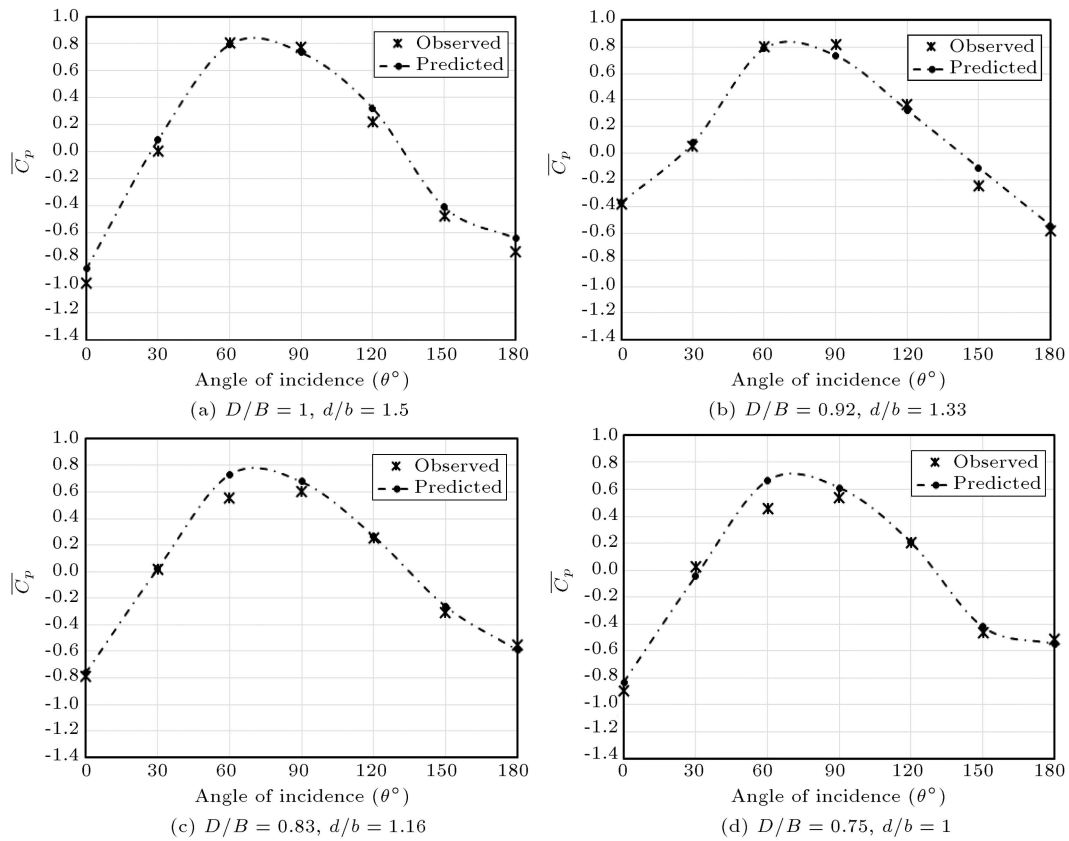 1.0
0.8
0.6
0.4
0.2
0.0
-0.2
-0.4
-0.6
-0.8
-1.0
-1.2
-1.4
C̅p
Observed
Predicted
0 30 60 90 120 150 180
Angle of incidence (θ°)
(a) D/B = 1, d/b = 1.5
1.0
0.8
0.6
0.4
0.2
0.0
-0.2
-0.4
-0.6
-0.8
-1.0
-1.2
-1.4
C̅p
Observed
Predicted
0 30 60 90 120 150 180
Angle of incidence (θ°)
(b) D/B = 0.92, d/b = 1.33
1.0
0.8
0.6
0.4
0.2
0.0
-0.2
-0.4
-0.6
-0.8
-1.0
-1.2
-1.4
C̅p
Observed
Predicted
0 30 60 90 120 150 180
Angle of incidence (θ°)
(c) D/B = 0.83, d/b = 1.16
1.0
0.8
0.6
0.4
0.2
0.0
-0.2
-0.4
-0.6
-0.8
-1.0
-1.2
-1.4
C̅p
Observed
Predicted
0 30 60 90 120 150 180
Angle of incidence (θ°)
(d) D/B = 0.75, d/b = 1